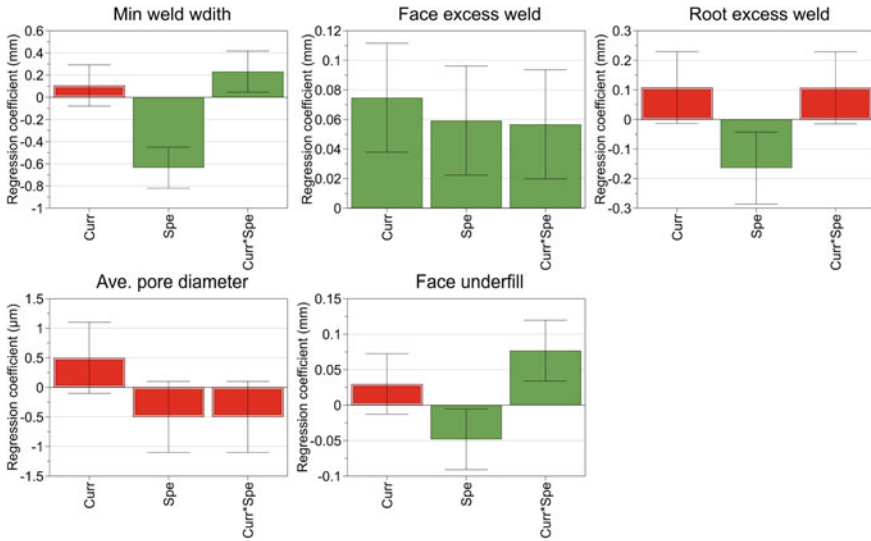 Min weld wdith
Regression coefficient (mm)
0.6
0.4
0.2
0
-0.2
-0.4
-0.6
-0.8
-1
Curr
Spe
Curr*Spe
Face excess weld
Regression coefficient (mm)
0.12
0.1
0.08
0.06
0.04
0.02
0
Curr
Spe
Curr*Spe
Root excess weld
Regression coefficient (mm)
0.3
0.2
0.1
0
-0.1
-0.2
-0.3
Curr
Spe
Curr*Spe
Ave. pore diameter
Regression coefficient (µm)
1.5
1
0.5
0
-0.5
-1
-1.5
Curr
Spe
Curr*Spe
Face underfill
Regression coefficient (mm)
0.15
0.1
0.05
0
-0.05
-0.1
Curr
Spe
Curr*Spe